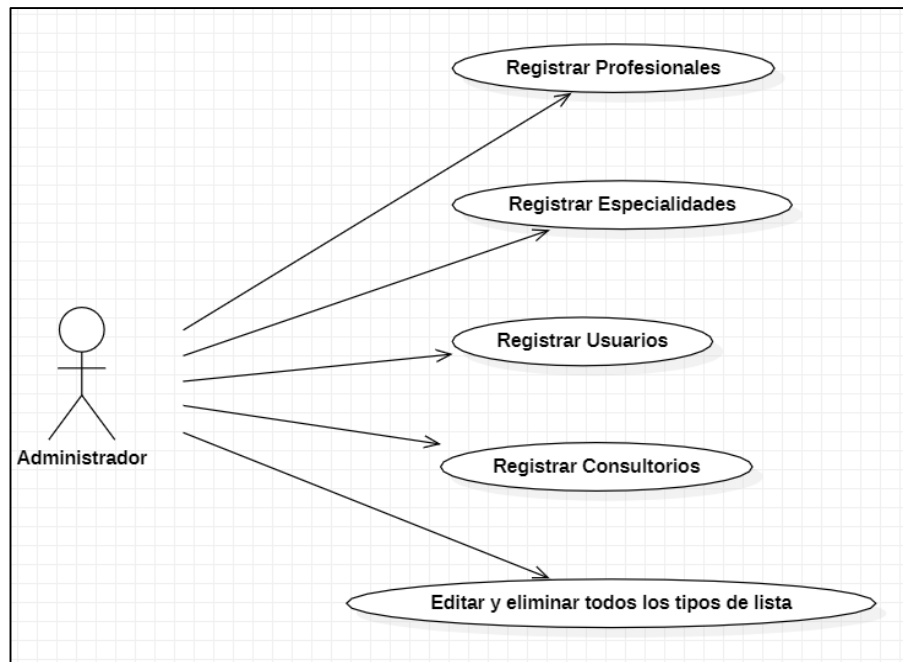 Registrar Profesionales
Registrar Especialidades
Registrar Usuarios
Administrador
Registrar Consultorios
Editar y eliminar todos los tipos de lista